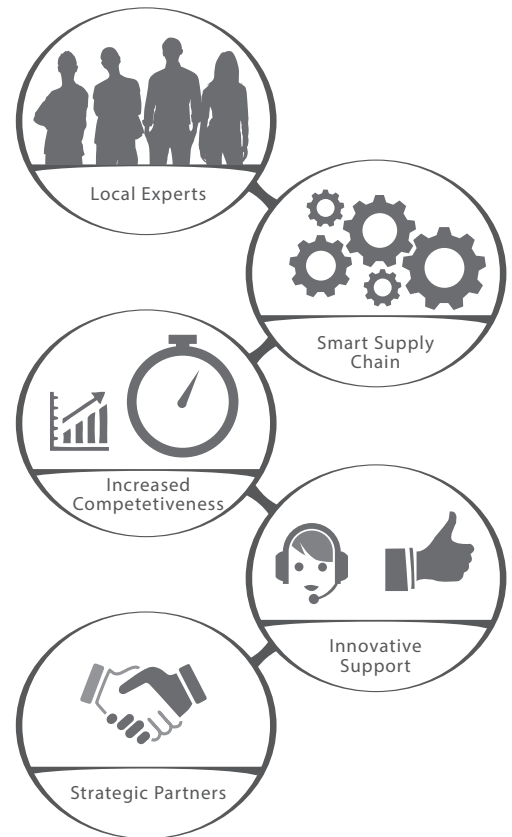 Local Experts
Smart Supply
Chain
Increased
Competetiveness
Innovative
Support
Strategic Partners